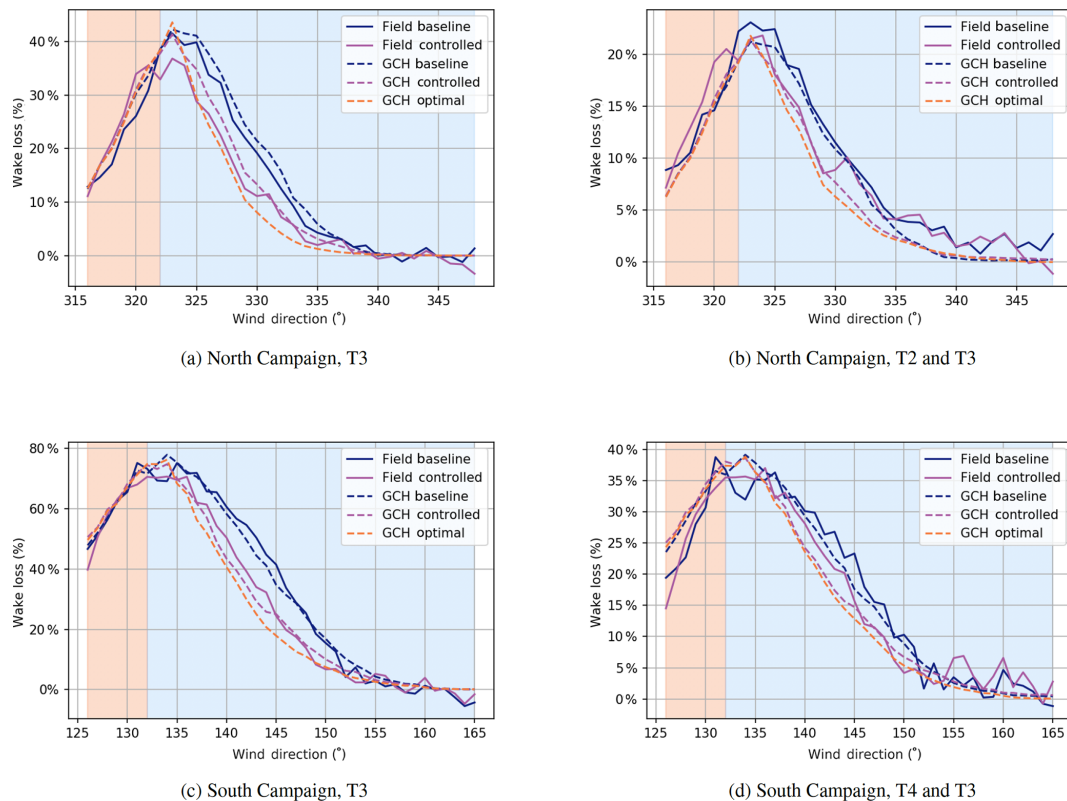 Wake loss (%)
40 %
30 %
20 %
10 %
0 %
315
320
325
330
335
340
345
Wind direction (˚)
Field baseline
Field controlled
GCH baseline
GCH controlled
GCH optimal
(a) North Campaign, T3
Wake loss (%)
20 %
15 %
10 %
5 %
0 %
315
320
325
330
335
340
345
Wind direction (˚)
Field baseline
Field controlled
GCH baseline
GCH controlled
GCH optimal
(b) North Campaign, T2 and T3
Wake loss (%)
80 %
60 %
40 %
20 %
0%
125
130
135
140
145
150
155
160
165
Wind direction (˚)
Field baseline
Field controlled
GCH baseline
GCH controlled
GCH optimal
(c) South Campaign, T3
Wake loss (%)
40 %
35 %
30 %
25 %
20 %
15 %
10 %
5 %
0 %
125
130
135
140
145
150
155
160
165
Wind direction (˚)
Field baseline
Field controlled
GCH baseline
GCH controlled
GCH optimal
(d) South Campaign, T4 and T3